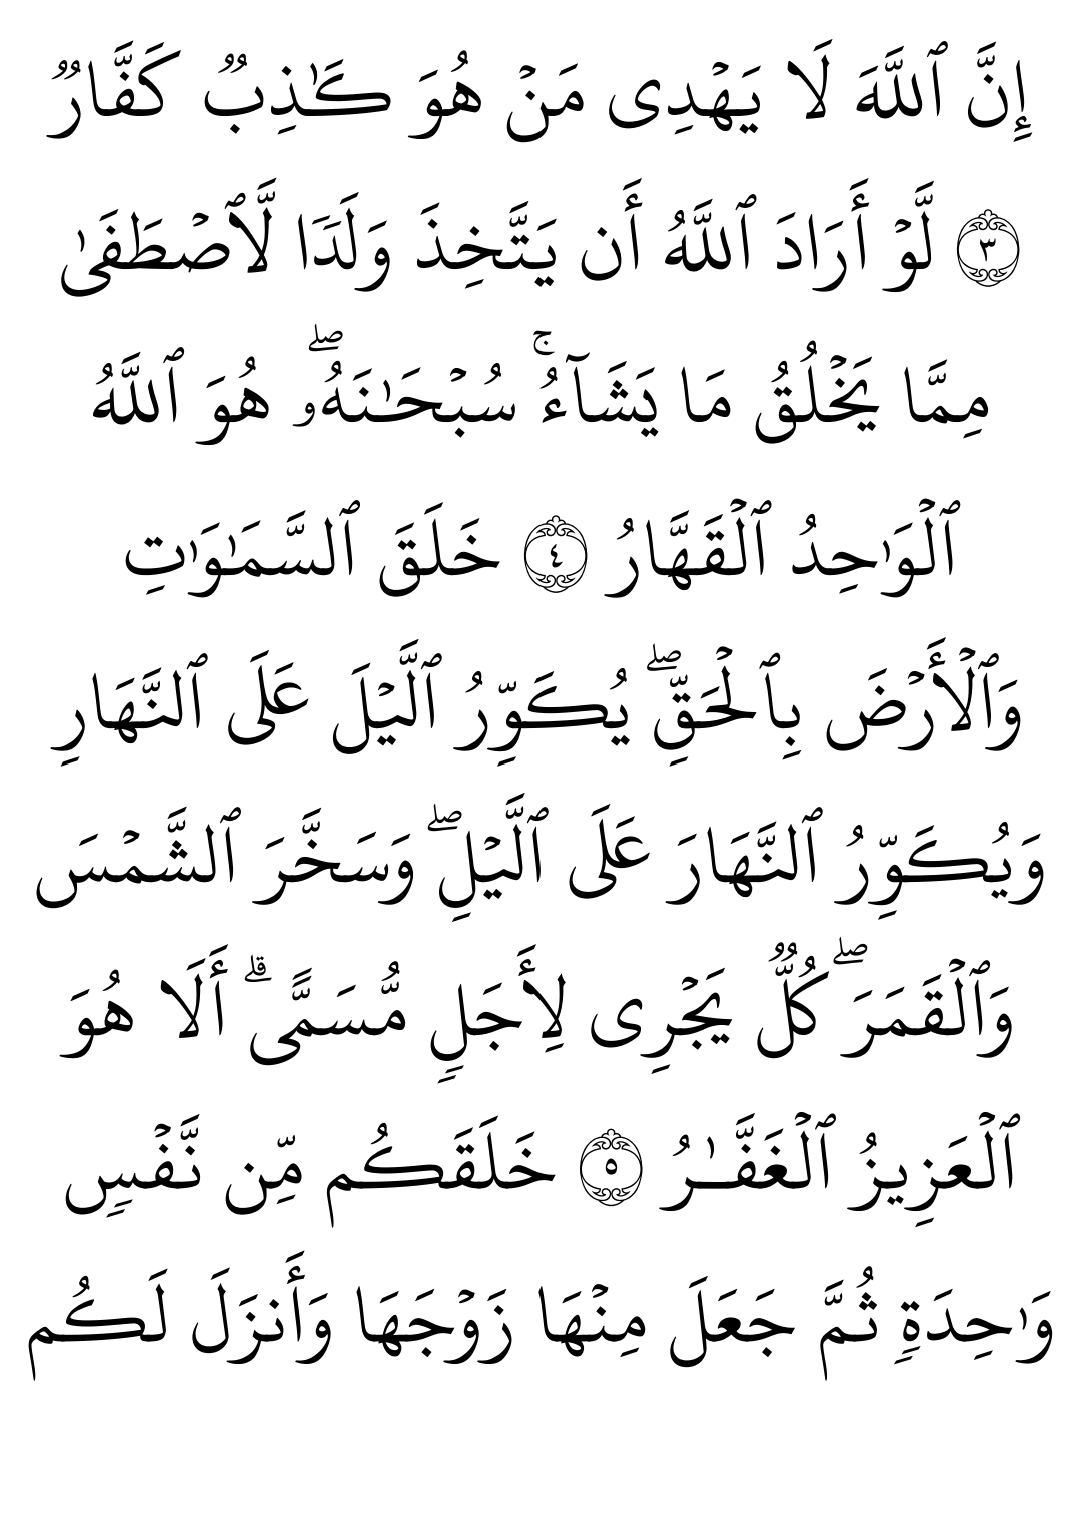 إِنَّ ٱللَّهَ لَا يَهۡدِى مَنۡ هُوَ كَـٰذِبٌ كَفَّارٌ
٣ لَّوۡ أَرَادَ ٱللَّهُ أَن يَتَّخِذَ وَلَدًا لَّٱصۡطَفَىٰ
مِمَّا يَخۡلُقُ مَا يَشَآءُۚ سُبۡحَـٰنَهُۥۖ هُوَ ٱللَّهُ
ٱلۡوَٰحِدُ ٱلۡقَهَّارُ ٤ خَلَقَ ٱلسَّمَـٰوَٰتِ
وَٱلۡأَرۡضَ بِٱلۡحَقِّۖ يُكَوِّرُ ٱلَّيۡلَ عَلَى ٱلنَّهَارِ
وَيُكَوِّرُ ٱلنَّهَارَ عَلَى ٱلَّيۡلِۖ وَسَخَّرَ ٱلشَّمۡسَ
وَٱلۡقَمَرَۖ كُلٌّ يَجۡرِى لِأَجَلٍ مُّسَمًّىۗ أَلَا هُوَ
ٱلۡعَزِيزُ ٱلۡغَفَّـٰرُ ٥ خَلَقَكُم مِّن نَّفۡسٍ
وَٰحِدَةٍ ثُمَّ جَعَلَ مِنۡهَا زَوۡجَهَا وَأَنزَلَ لَكُم